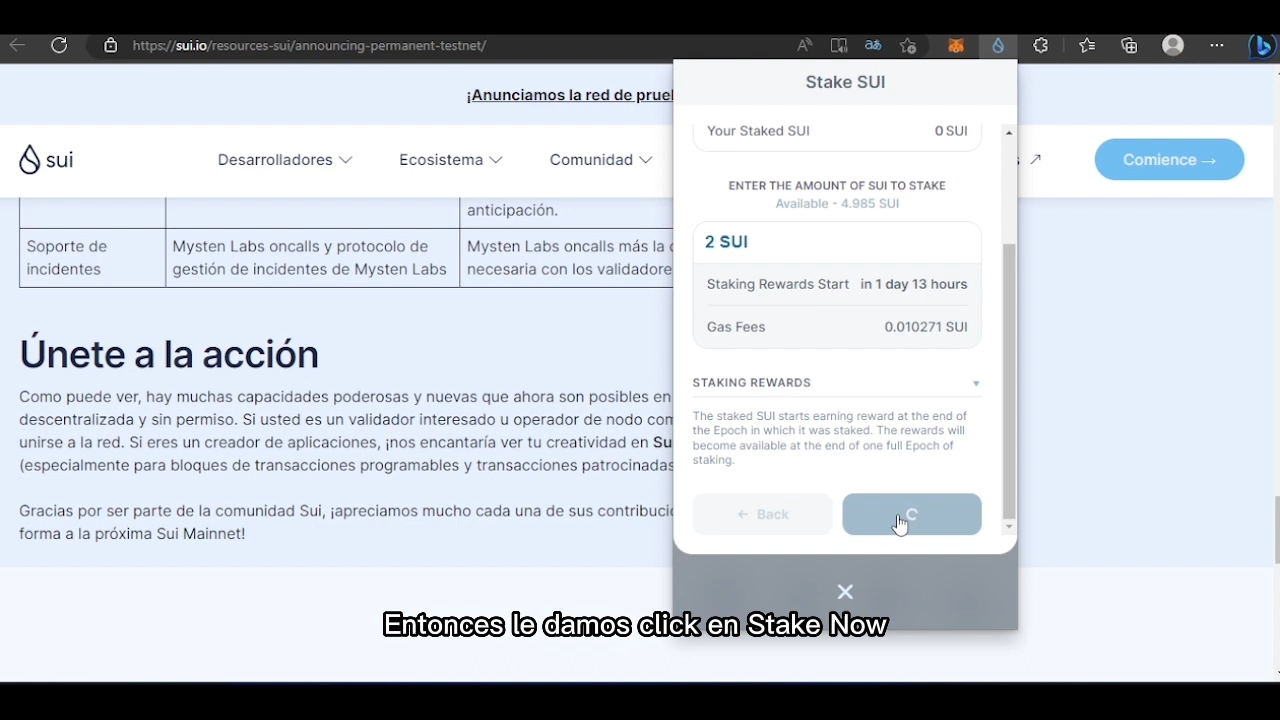 https://sui.io/resources-sui/announcing-permanent-testnet/
¡Anunciamos la red de
sui
Desarrolladores
Ecosistema
Comunidad
Comience →
anticipación.
Soporte de
incidentes
Mysten Labs oncalls y protocolo de
gestión de incidentes de Mysten Labs
Mysten Labs oncalls más la
necesaria con los
Únete a la acción
Como puede ver, hay muchas capacidades poderosas y nuevas que ahora son posibles en
descentralizada y sin permiso. Si usted es un validador interesado u operador de nodo
unirse a la red. Si eres un creador de aplicaciones, ¡nos encantaría ver tu creatividad en
(especialmente para bloques de transacciones programables y transacciones patrocinadas
Gracias por ser parte de la comunidad Sui, ¡apreciamos mucho cada una de sus
forma a la próxima Sui Mainnet!
Stake SUI
Your Staked SUI 0 SUI
ENTER THE AMOUNT OF SUI TO STAKE
Available - 4.985 SUI
2 SUI
Staking Rewards Start in 1 day 13 hours
Gas Fees 0.010271 SUI
STAKING REWARDS
The staked SUI starts earning reward at the end of
the Epoch in which it was staked. The rewards will
become available at the end of one full Epoch of
staking.
← Back
Entonces le damos click en Stake Now